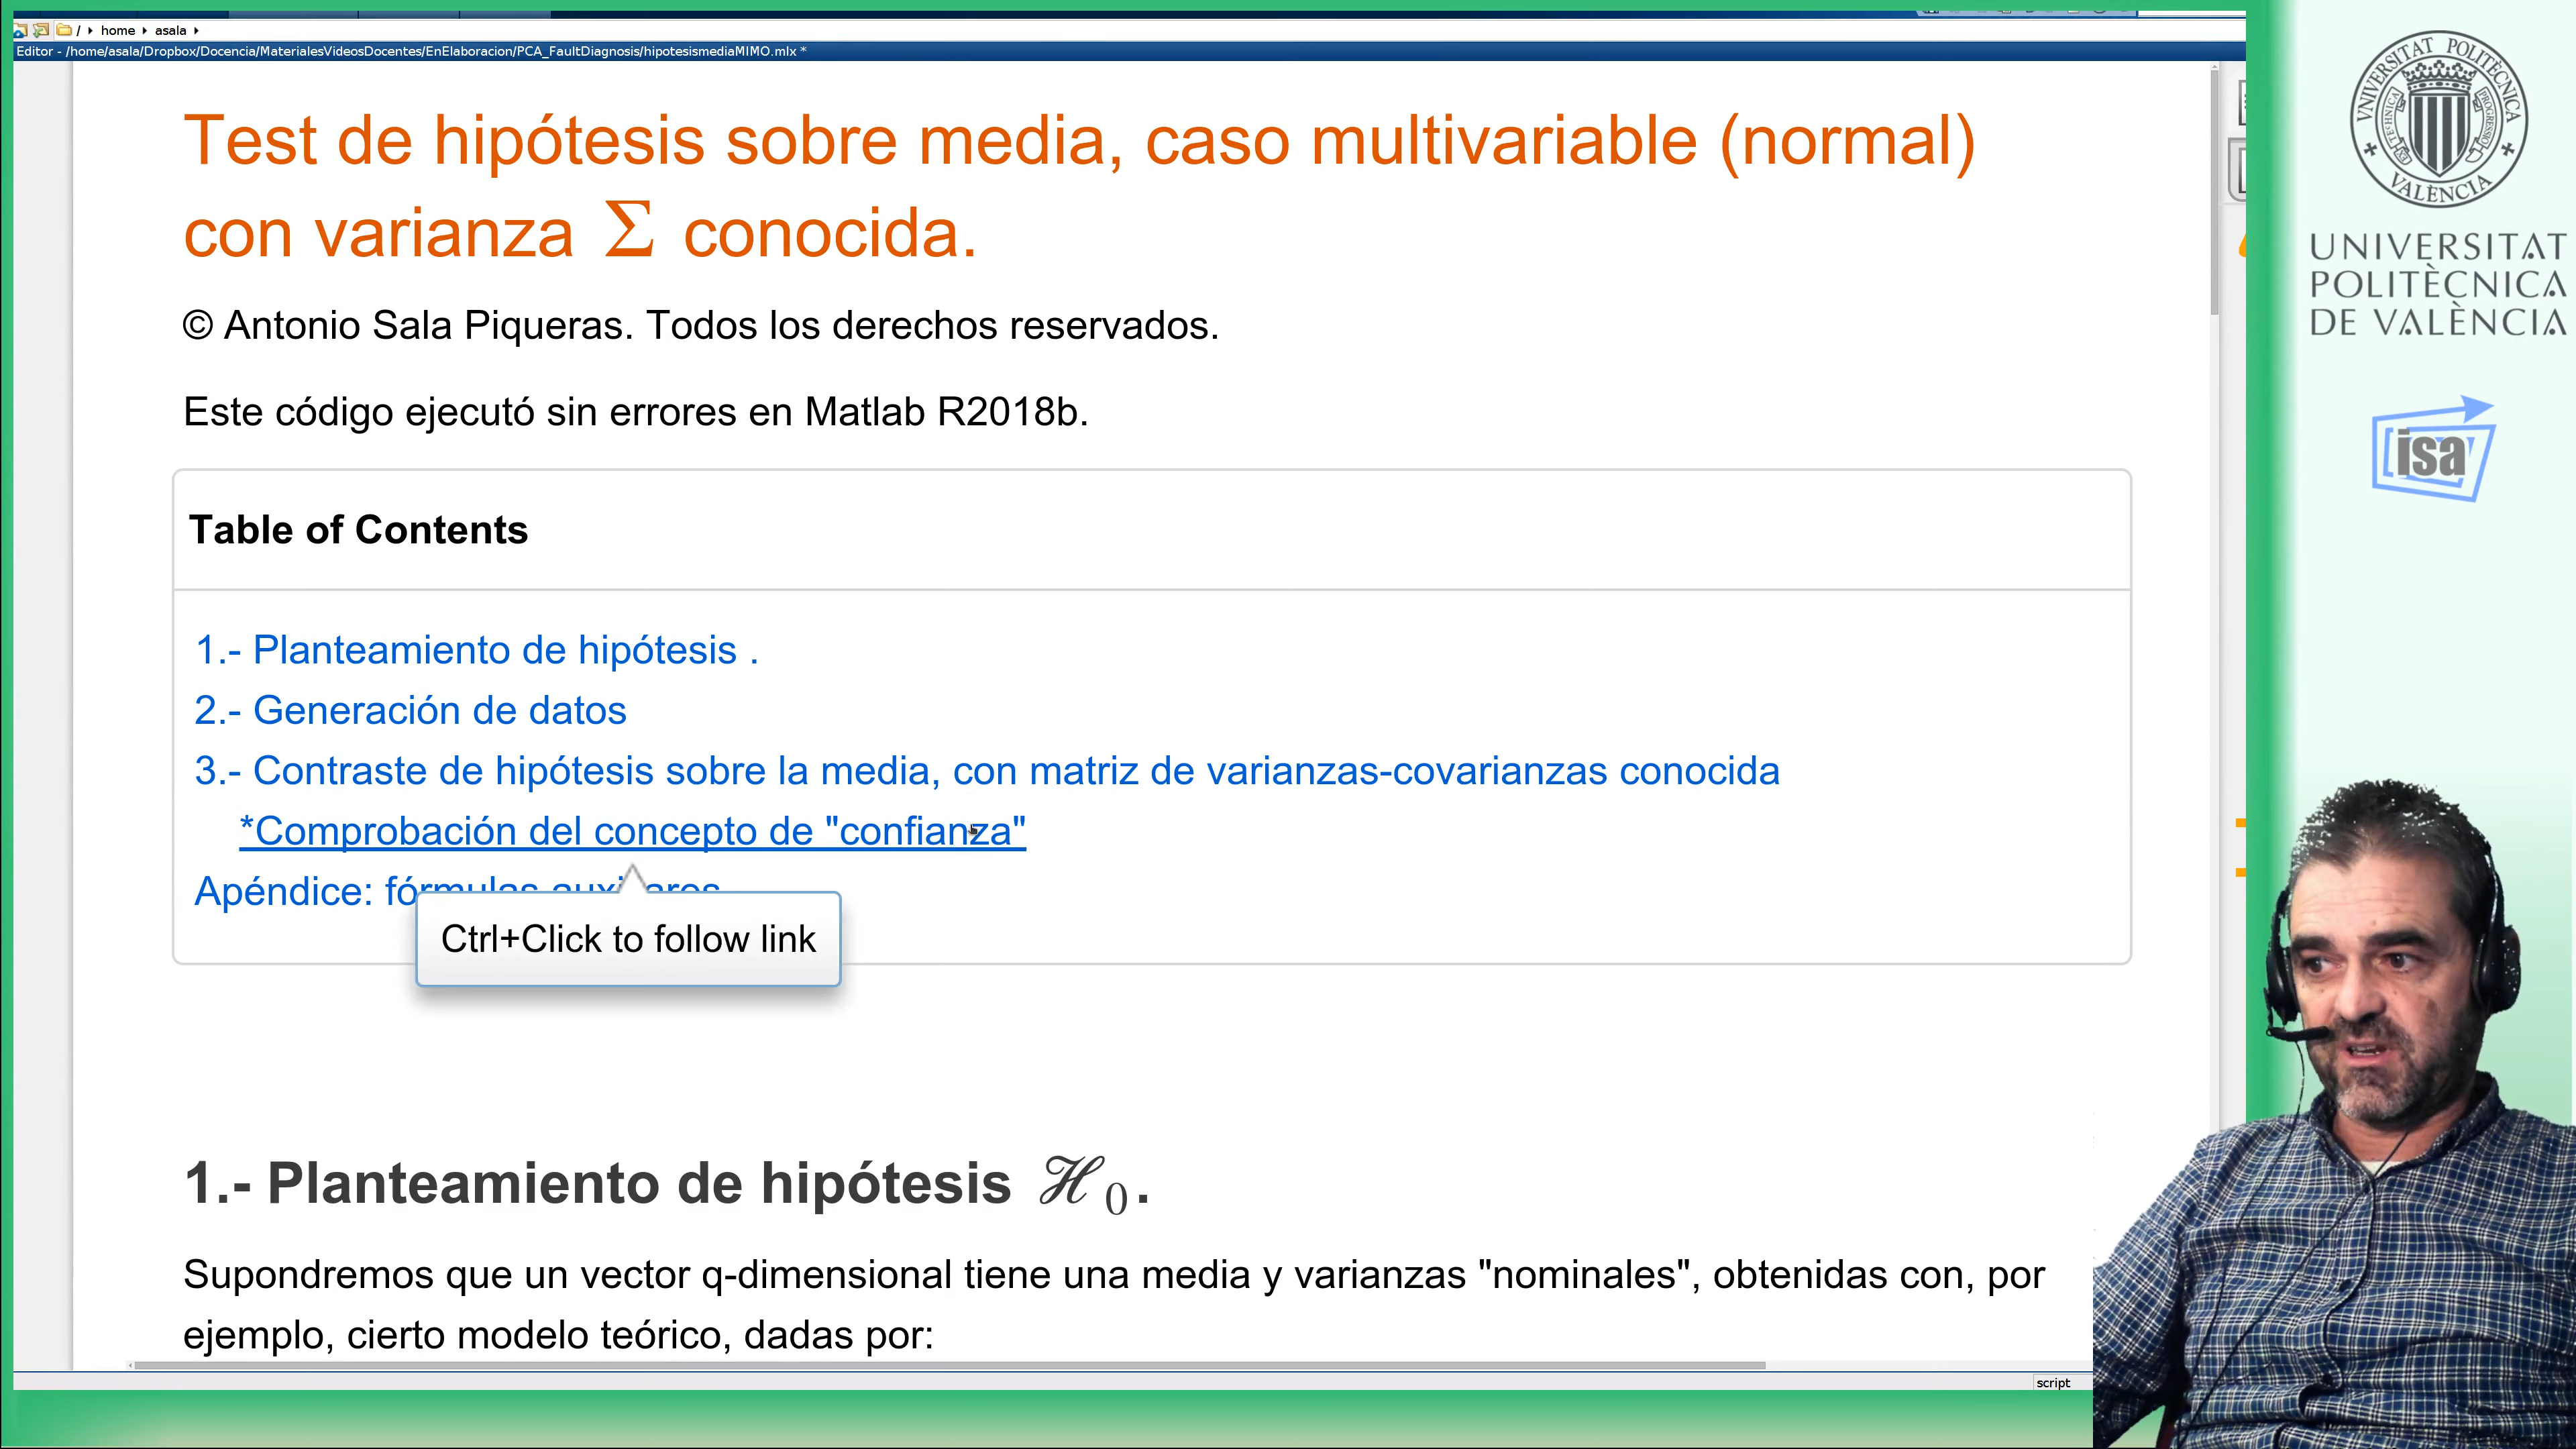 / home asala
Editor - /home/asala/Dropbox/Docencia/MaterialesVideosDocentes/EnElaboracion/PCA_FaultDiagnosis/hipotesismediaMIMO.mlx *
Test de hipótesis sobre media, caso multivariable (normal)
con varianza Σ conocida.
© Antonio Sala Piqueras. Todos los derechos reservados.
Este código ejecutó sin errores en Matlab R2018b.
Table of Contents
1.- Planteamiento de hipótesis .
2.- Generación de datos
3.- Contraste de hipótesis sobre la media, con matriz de varianzas-covarianzas conocida
*Comprobación del concepto de "confianza"
Apéndice: fórmulas auxiliares
Ctrl+Click to follow link
1.- Planteamiento de hipótesis ℋ₀.
Supondremos que un vector q-dimensional tiene una media y varianzas "nominales", obtenidas con, por
ejemplo, cierto modelo teórico, dadas por:
script
UNIVERSITAT POLITÈCNICA
VALÈNCIA
UNIVERSITAT
POLITÈCNICA
DE VALÈNCIA
isa